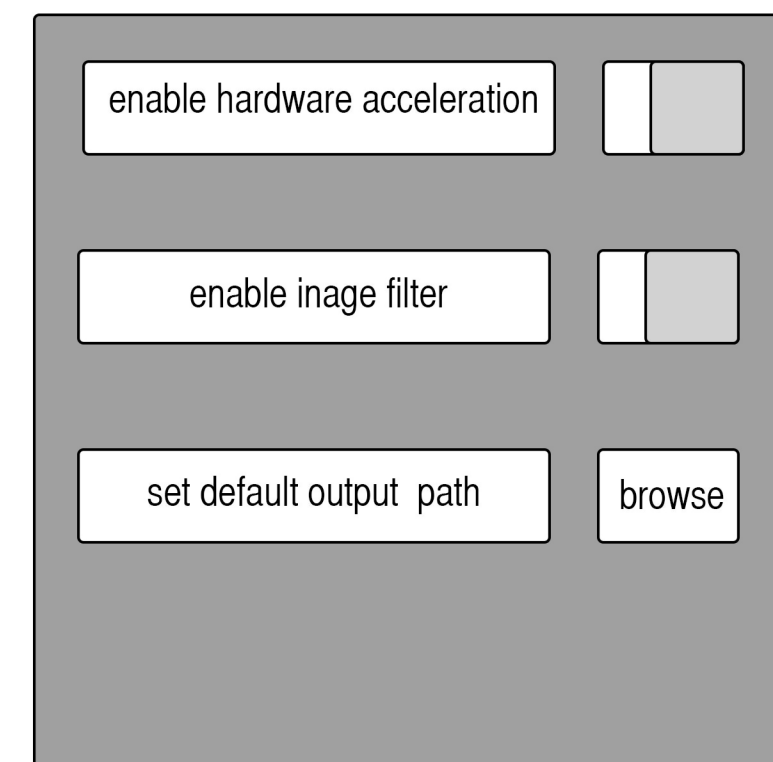 enable hardware acceleration
enable inage filter
set default output  path
browse